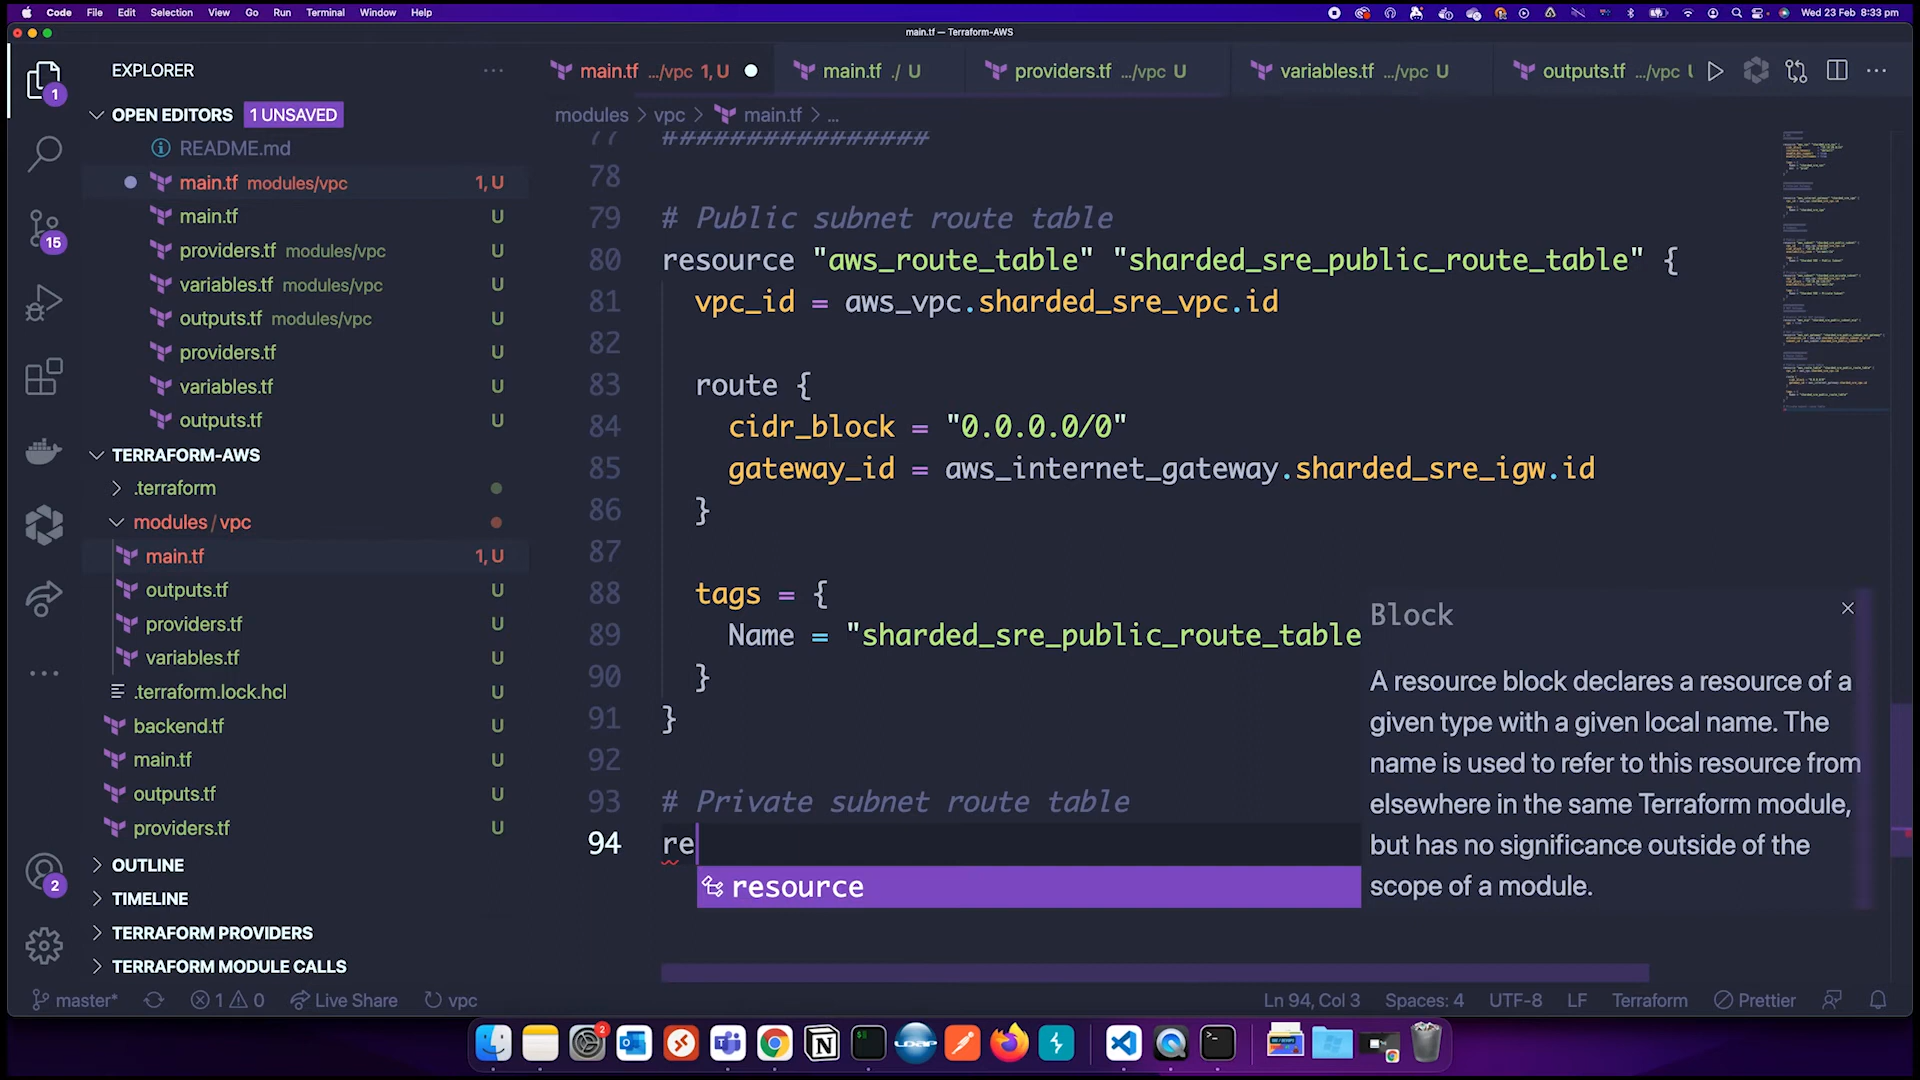 Code File Edit Selection View Go Run Terminal Window Help Wed 23 Feb 8:33 pm
main.tf — Terraform-AWS
EXPLORER
1
main.tf .../vpc 1, U
main.tf ./ U
providers.tf .../vpc U
variables.tf .../vpc U
outputs.tf .../vpc
OPEN EDITORS 1 UNSAVED
modules > vpc > main.tf > ...
README.md
main.tf modules/vpc 1, U
main.tf U
providers.tf modules/vpc U
variables.tf modules/vpc U
outputs.tf modules/vpc U
providers.tf U
variables.tf U
outputs.tf U
15
TERRAFORM-AWS
.terraform
modules / vpc
main.tf 1, U
outputs.tf U
providers.tf U
variables.tf U
.terraform.lock.hcl U
backend.tf U
main.tf U
outputs.tf U
providers.tf U
OUTLINE
2
TIMELINE
TERRAFORM PROVIDERS
TERRAFORM MODULE CALLS
77 ################
78
79 # Public subnet route table
80 resource "aws_route_table" "sharded_sre_public_route_table" {
81 vpc_id = aws_vpc.sharded_sre_vpc.id
82
83 route {
84 cidr_block = "0.0.0.0/0"
85 gateway_id = aws_internet_gateway.sharded_sre_igw.id
86 }
87
88 tags = {
89 Name = "sharded_sre_public_route_table
90 }
91 }
92
93 # Private subnet route table
94 re
resource
Block
A resource block declares a resource of a
given type with a given local name. The
name is used to refer to this resource from
elsewhere in the same Terraform module,
but has no significance outside of the
scope of a module.
master* 1 0 Live Share vpc Ln 94, Col 3 Spaces: 4 UTF-8 LF Terraform Prettier
2